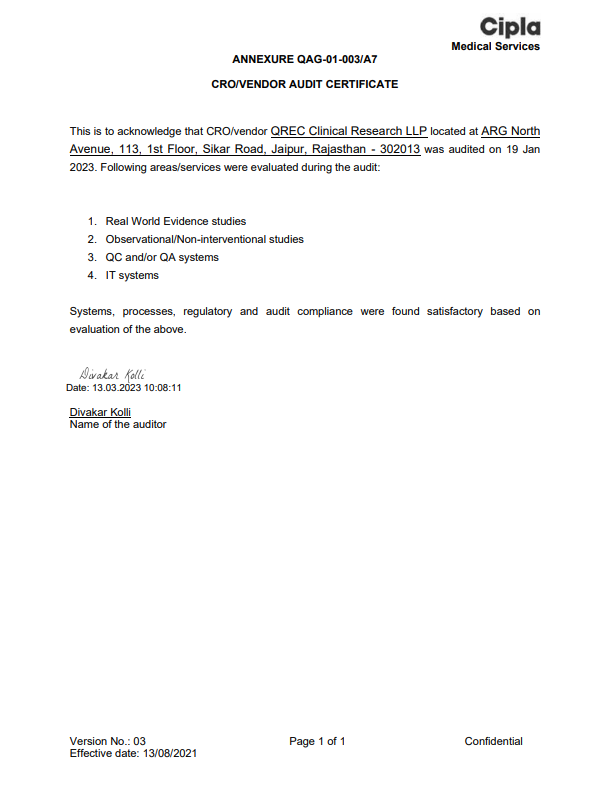 Cipla
Medical Services
ANNEXURE QAG-01-003/A7
CRO/VENDOR AUDIT CERTIFICATE
This is to acknowledge that CRO/vendor QREC Clinical Research LLP located at ARG North
Avenue, 113, 1st Floor, Sikar Road, Jaipur, Rajasthan - 302013 was audited on 19 Jan
2023. Following areas/services were evaluated during the audit:
1. Real World Evidence studies
2. Observational/Non-interventional studies
3. QC and/or QA systems
4. IT systems
Systems, processes, regulatory and audit compliance were found satisfactory based on
evaluation of the above.
Divakar Kolli
Date: 13.03.2023 10:08:11
Divakar Kolli
Name of the auditor
Version No.: 03 Page 1 of 1 Confidential
Effective date: 13/08/2021